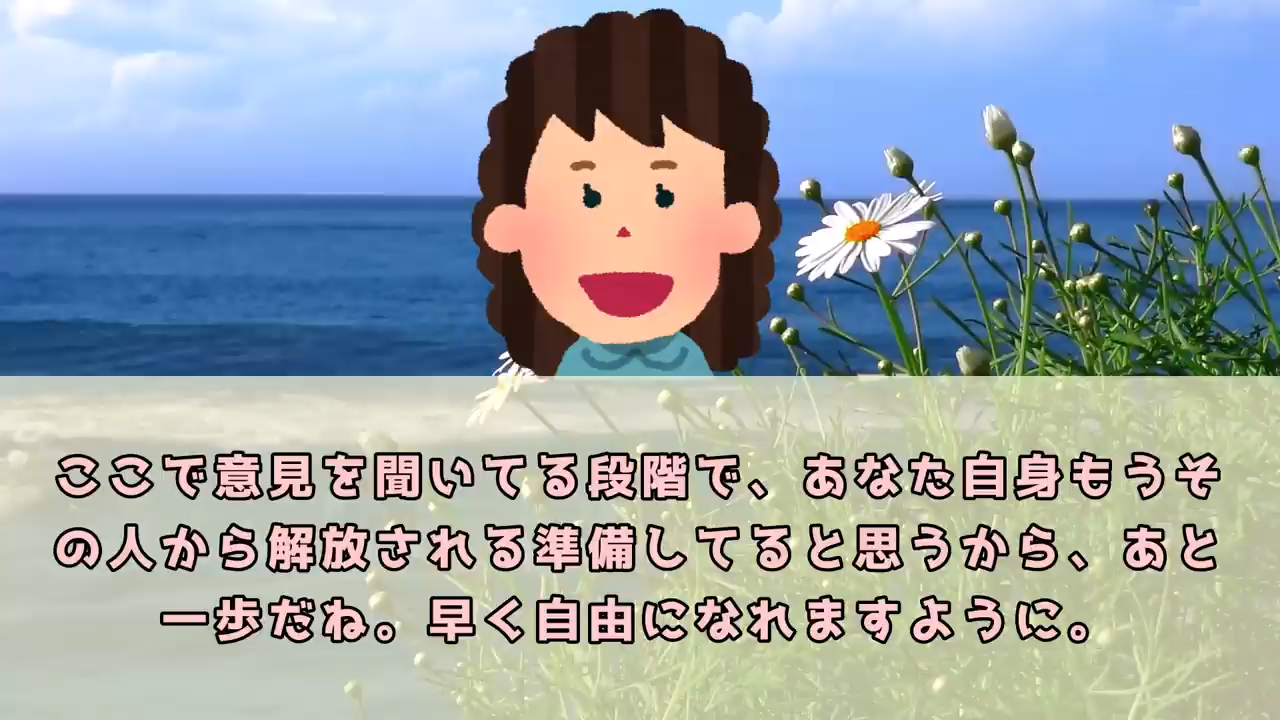 ここで意見を聞いてる段階で、あなた自身もうそ
の人から解放される準備してると思うから、あと
一歩だね。早く自由になれますように。